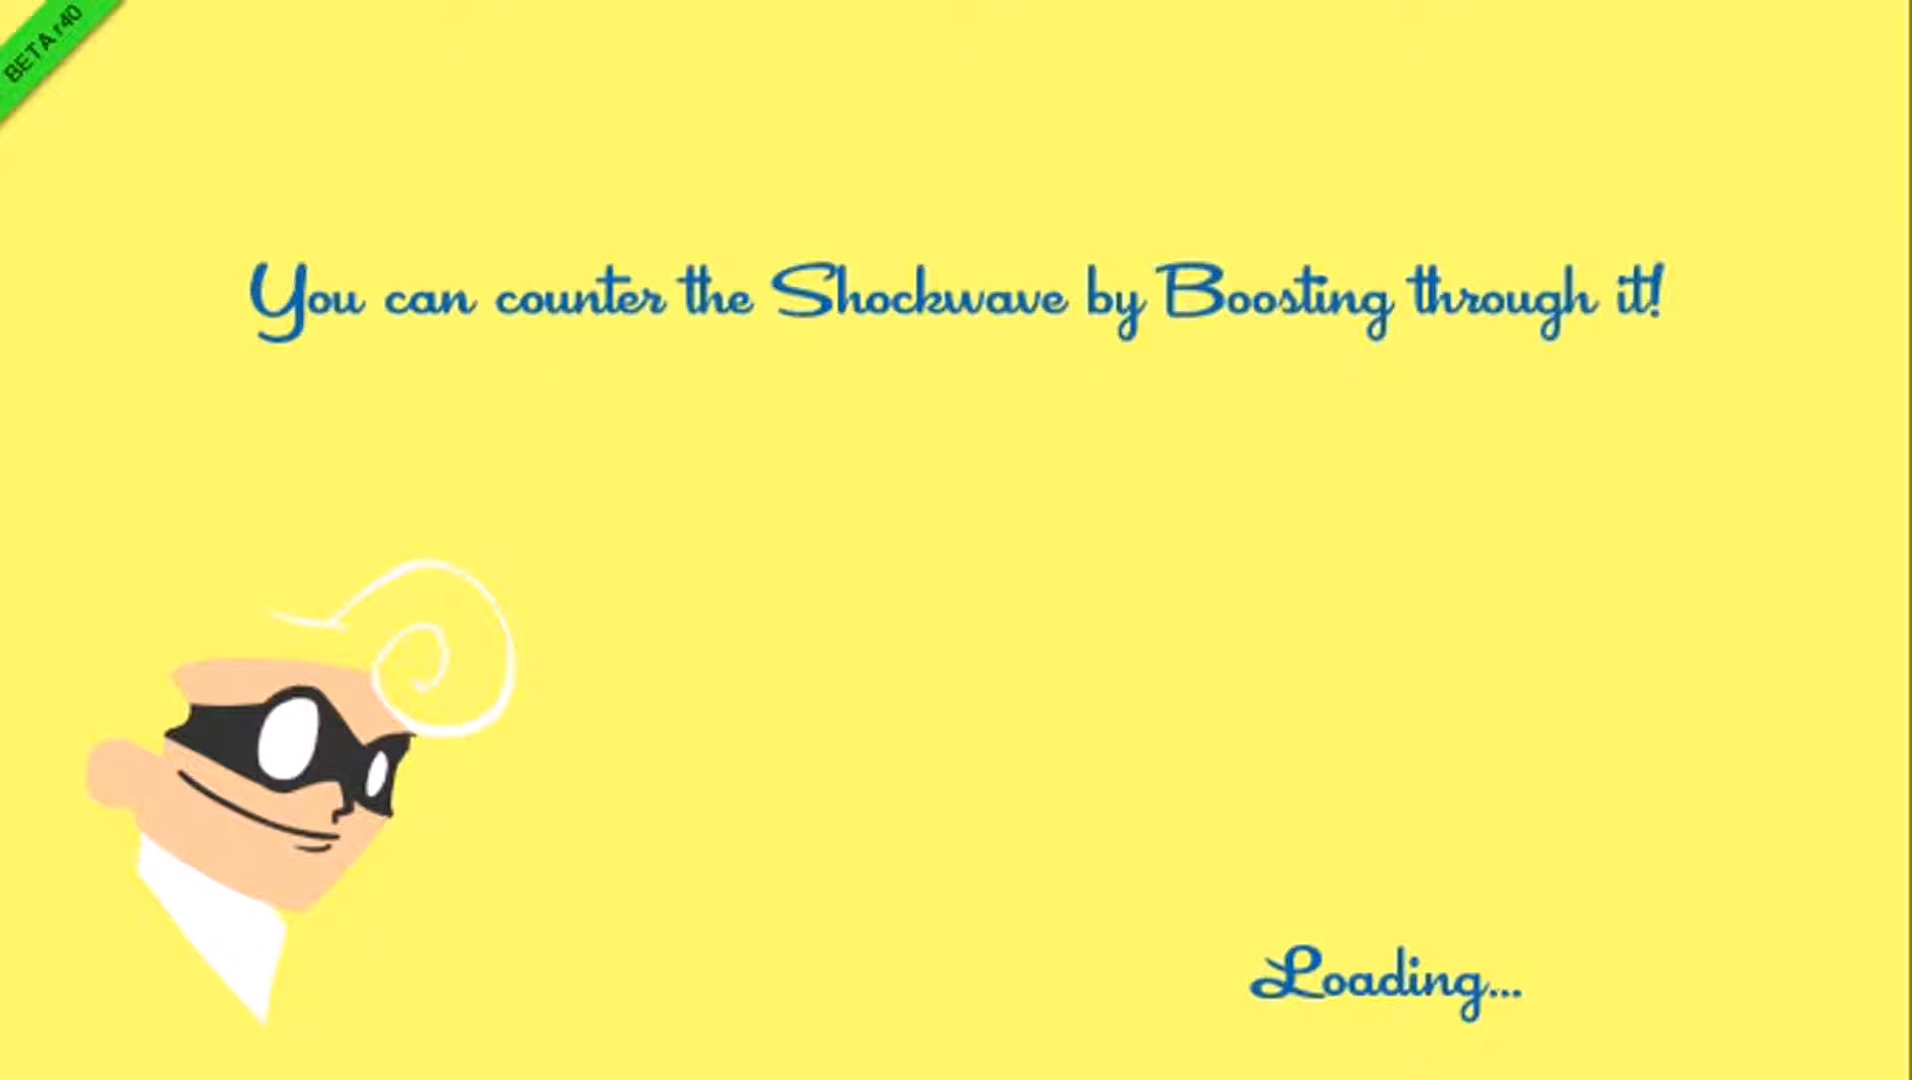 BETA r40
You can counter the Shockwave by Boosting through it!
Loading...